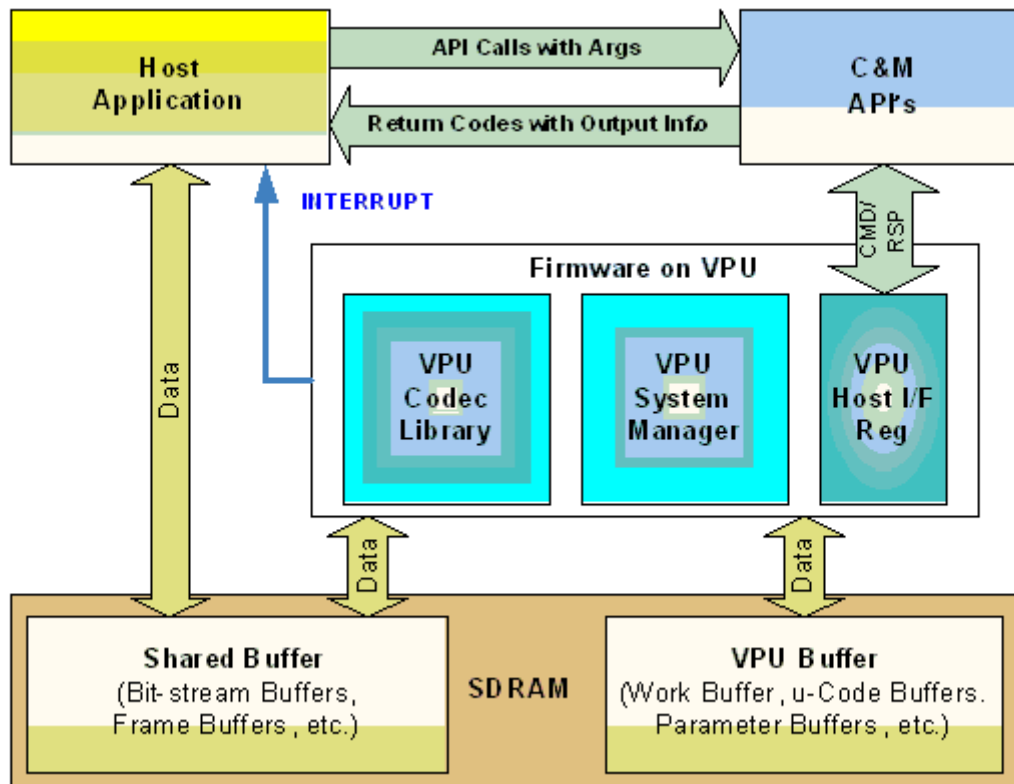 Host
Application
API Calls with Args
Return Codes with Output Info.
C&M
API's
INTERRUPT
CMD/
RSP
Firmware on VPU
VPU
Codec
Library
VPU
System
Manager
VPU
Host I/F
Reg
Data
Data
Data
Shared Buffer
(Bit-stream Buffers,
Frame Buffers, etc.)
SDRAM
VPU Buffer
(Work Buffer, u-Code Buffers.
Parameter Buffers, etc.)